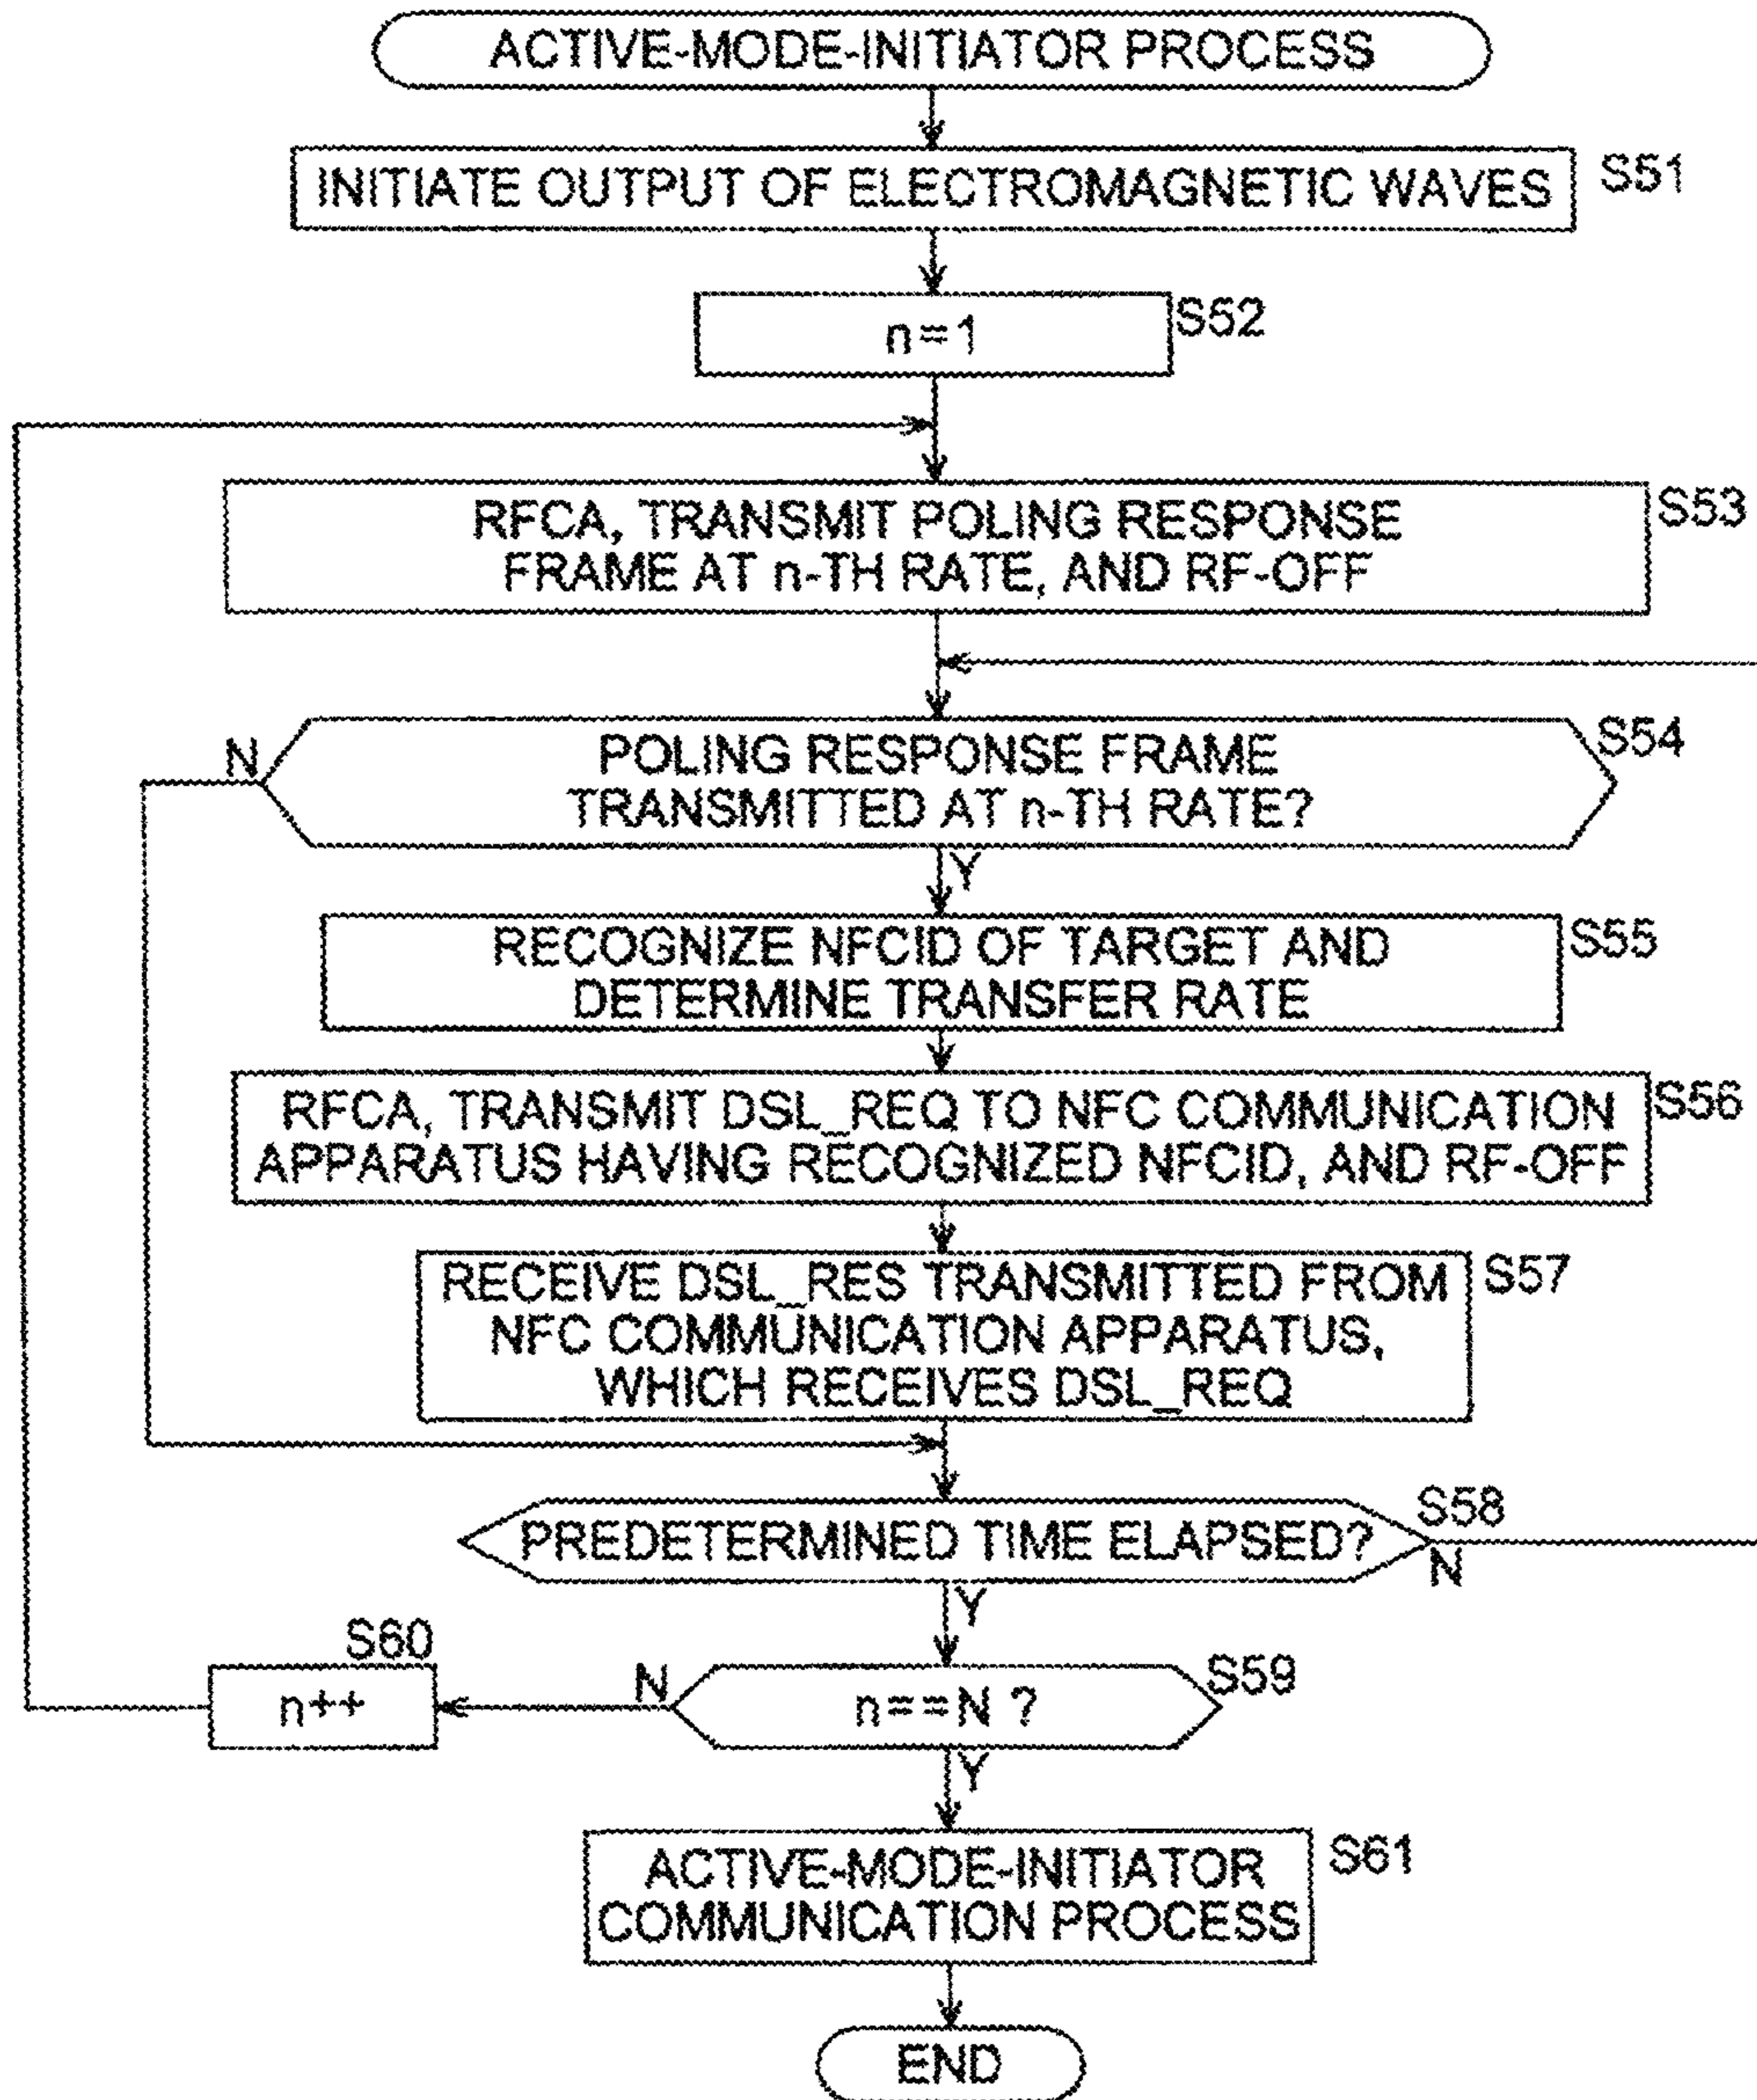 ACTIVE-MODE-INITIATOR PROCESS
INITIATE OUTPUT OF ELECTROMAGNETIC WAVES
S51
n=1
S52
RFCA, TRANSMIT POLING RESPONSE
FRAME AT n-TH RATE, AND RF-OFF
S53
N
POLING RESPONSE FRAME
TRANSMITTED AT n-TH RATE?
S54
Y
RECOGNIZE NFCID OF TARGET AND
DETERMINE TRANSFER RATE
S55
RFCA, TRANSMIT DSL_REQ TO NFC COMMUNICATION
APPARATUS HAVING RECOGNIZED NFCID, AND RF-OFF
S56
RECEIVE DSL_RES TRANSMITTED FROM
NFC COMMUNICATION APPARATUS,
WHICH RECEIVES DSL_REQ
S57
PREDETERMINED TIME ELAPSED?
S58
N
Y
S60
n++
N
n==N ?
S59
Y
ACTIVE-MODE-INITIATOR
COMMUNICATION PROCESS
S61
END